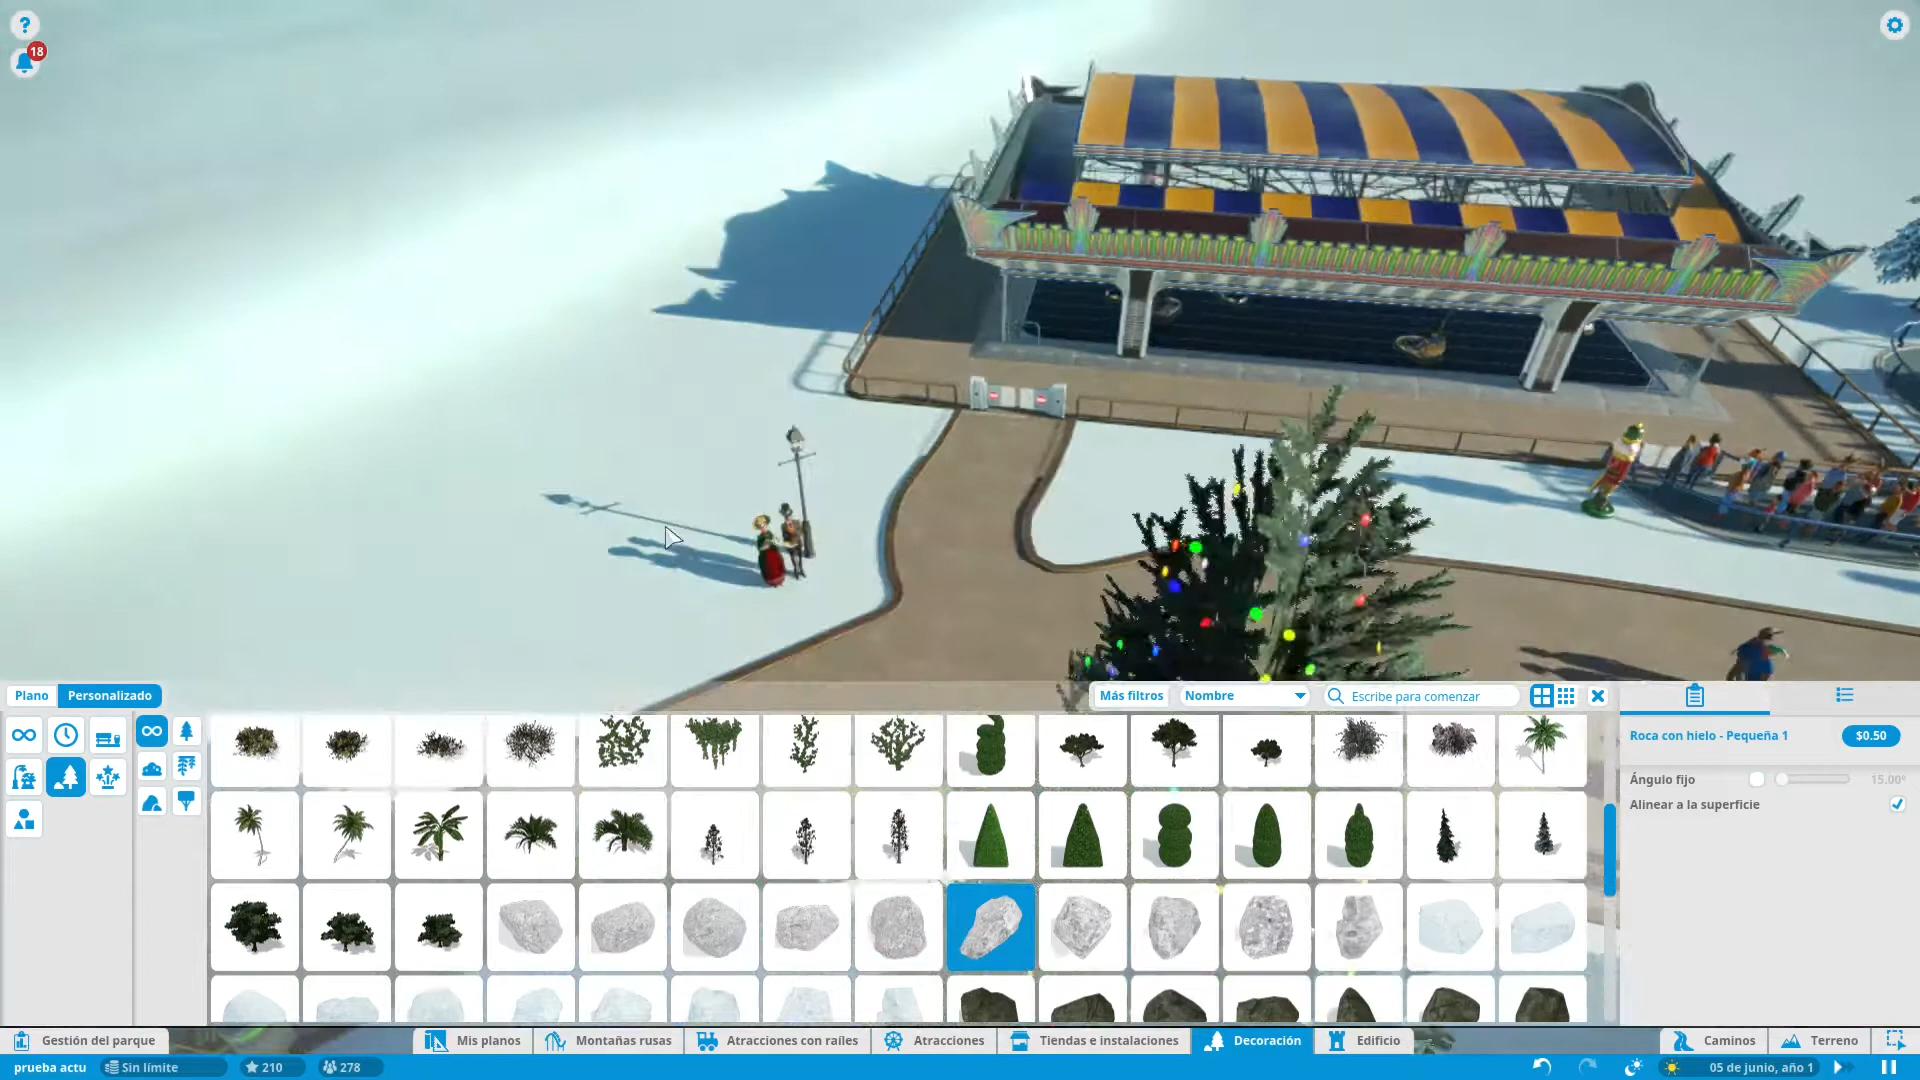 ?
18
Plano
Personalizado
Más filtros
Nombre
Escribe para comenzar
Roca con hielo - Pequeña 1
$0.50
Ángulo fijo
15.00º
Alinear a la superficie
Gestión del parque
Mis planos
Montañas rusas
Atracciones con raíles
Atracciones
Tiendas e instalaciones
Decoración
Edificio
Caminos
Terreno
prueba actu
Sin límite
210
278
05 de junio, año 1